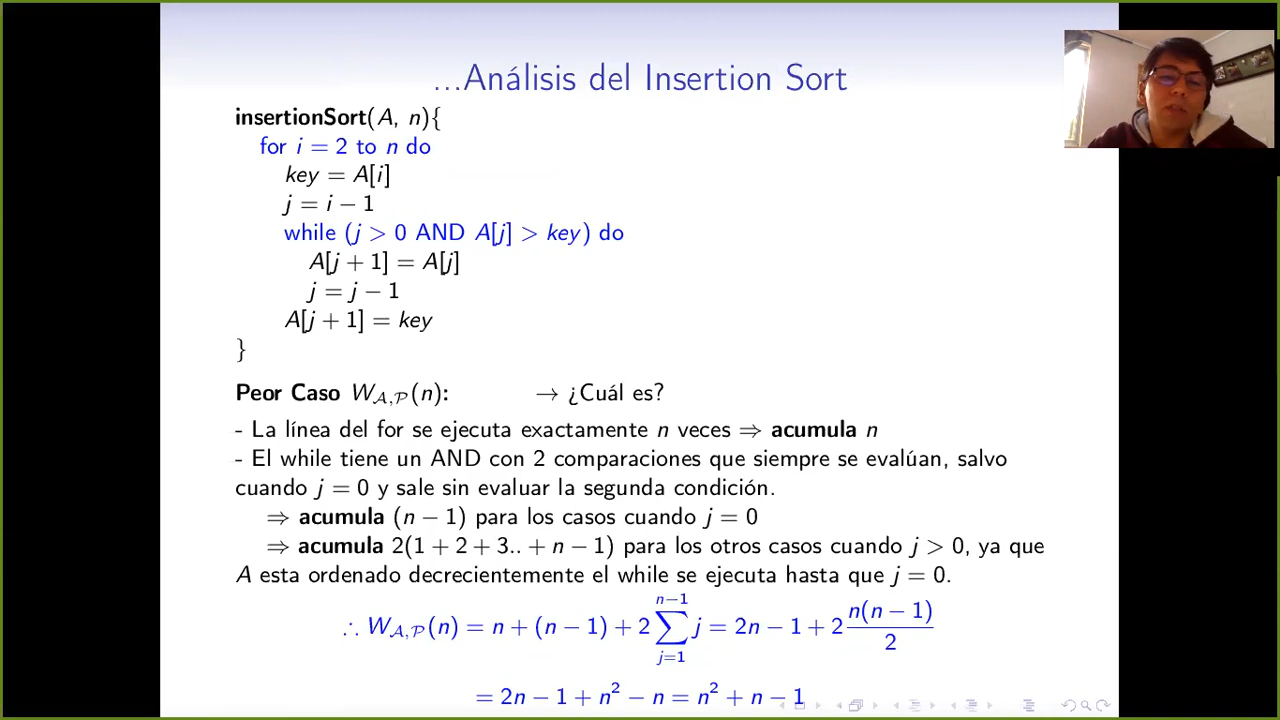 ...Análisis del Insertion Sort
insertionSort(A, n){
for i = 2 to n do
key = A[i]
j = i − 1
while (j > 0 AND A[j] > key) do
A[j + 1] = A[j]
j = j − 1
A[j + 1] = key
}
Peor Caso W_{A,P}(n): → ¿Cuál es?
- La línea del for se ejecuta exactamente n veces ⇒ acumula n
- El while tiene un AND con 2 comparaciones que siempre se evalúan, salvo
cuando j = 0 y sale sin evaluar la segunda condición.
⇒ acumula (n − 1) para los casos cuando j = 0
⇒ acumula 2(1 + 2 + 3.. + n − 1) para los otros casos cuando j > 0, ya que
A esta ordenado decrecientemente el while se ejecuta hasta que j = 0.
∴ W_{A,P}(n) = n + (n − 1) + 2 ∑_{j=1}^{n−1} j = 2n − 1 + 2 n(n − 1)/2
= 2n − 1 + n² − n = n² + n − 1